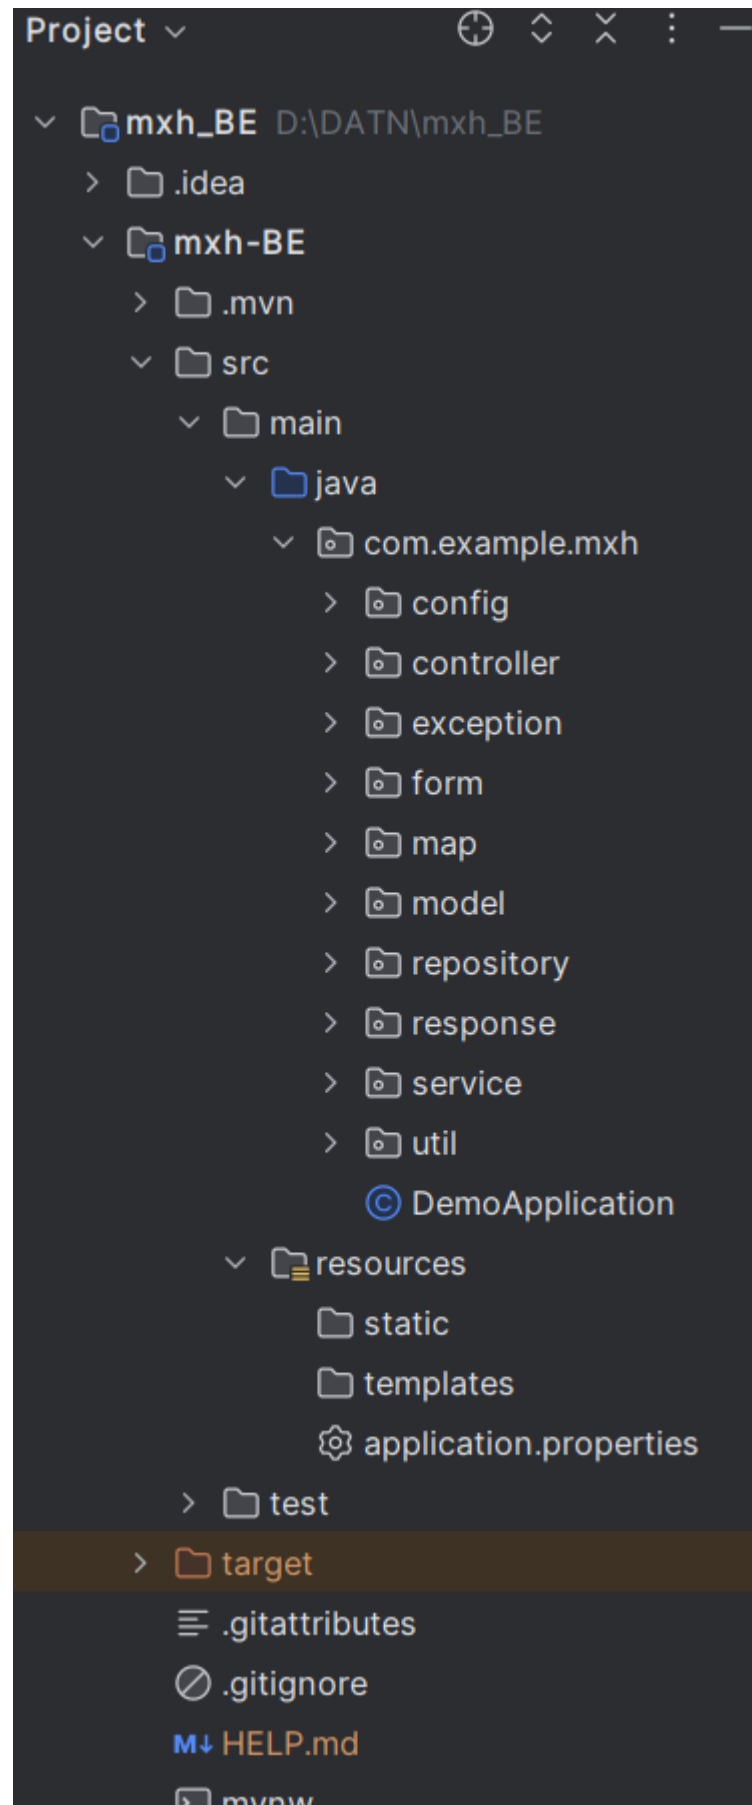 Project
mxh_BE D:\DATN\mxh_BE
.idea
mxh-BE
.mvn
src
main
java
com.example.mxh
config
controller
exception
form
map
model
repository
response
service
util
DemoApplication
resources
static
templates
application.properties
test
target
.gitattributes
.gitignore
M↓ HELP.md
mvnw